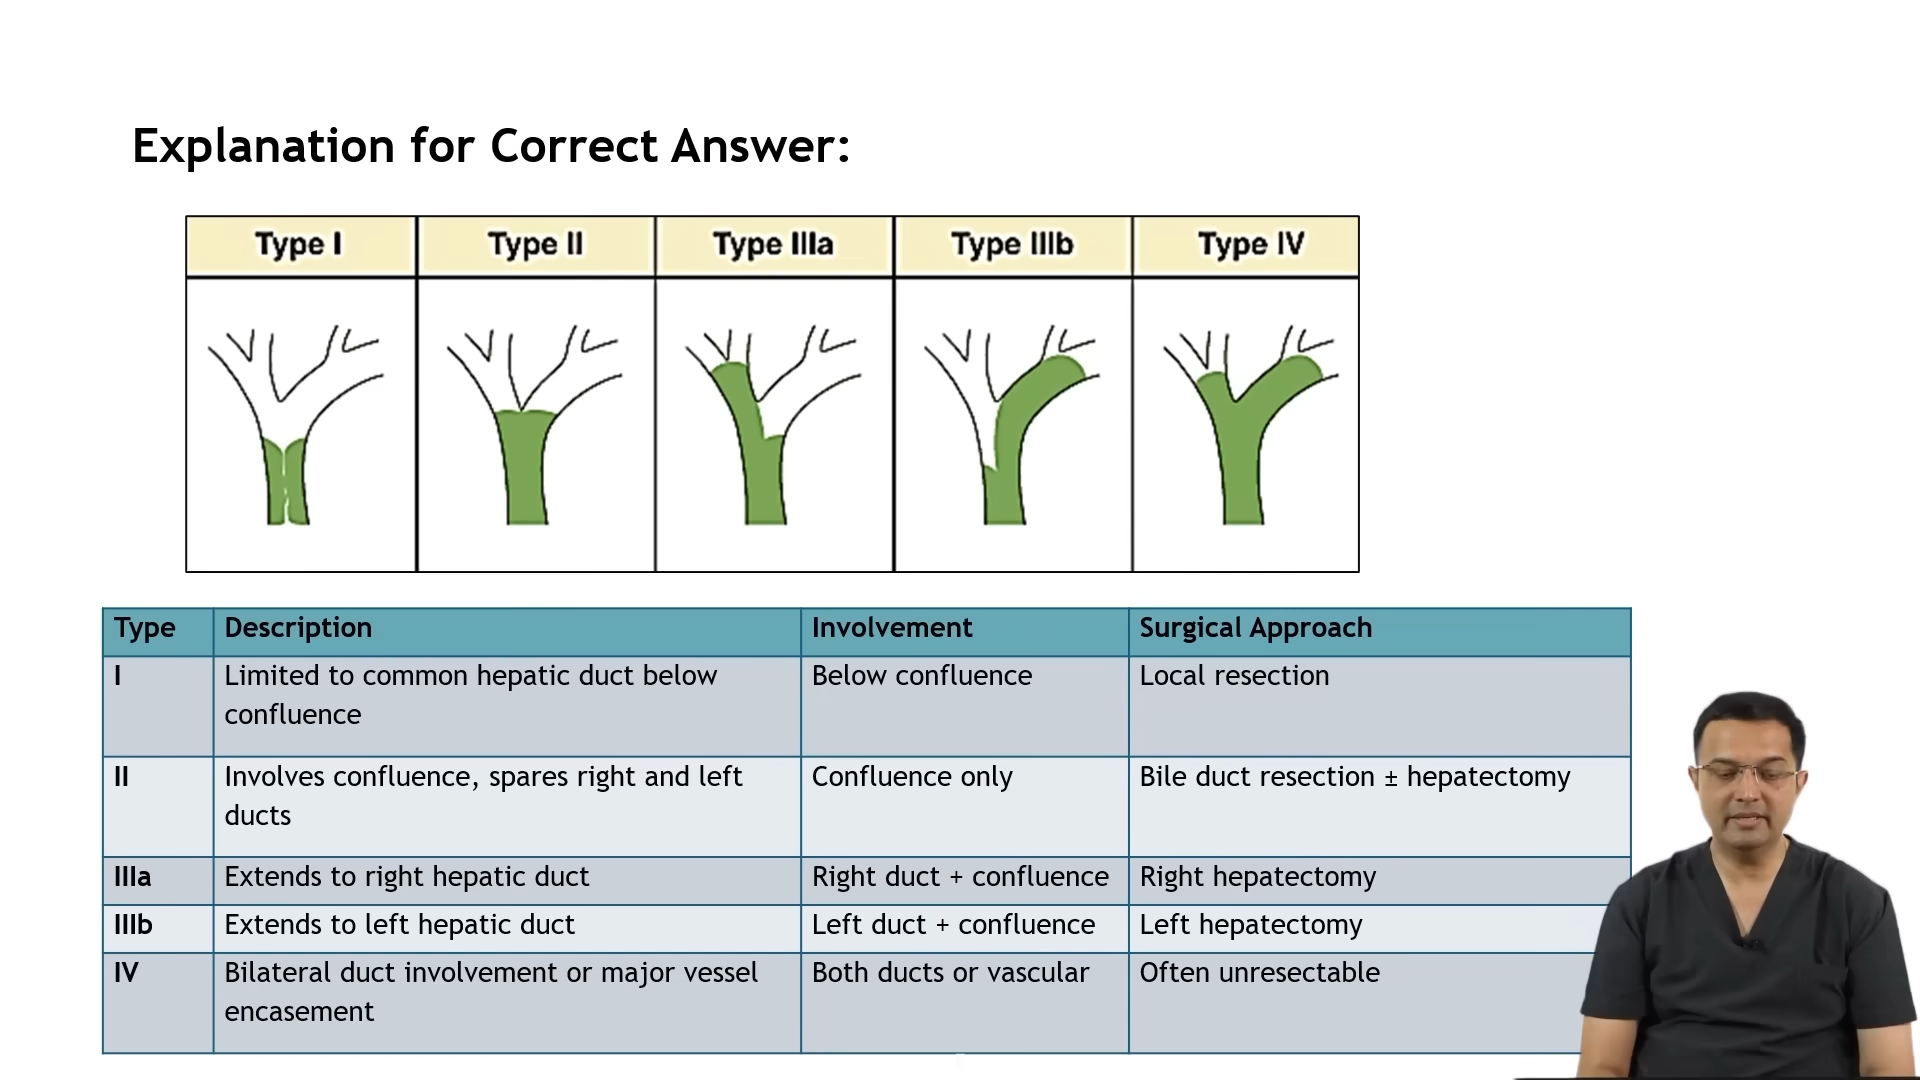 Explanation for Correct Answer:
Type I
Type II
Type IIIa
Type IIIb
Type IV
Type
Description
Involvement
Surgical Approach
I
Limited to common hepatic duct below
confluence
Below confluence
Local resection
II
Involves confluence, spares right and left
ducts
Confluence only
Bile duct resection ± hepatectomy
IIIa
Extends to right hepatic duct
Right duct + confluence
Right hepatectomy
IIIb
Extends to left hepatic duct
Left duct + confluence
Left hepatectomy
IV
Bilateral duct involvement or major vessel
encasement
Both ducts or vascular
Often unresectable